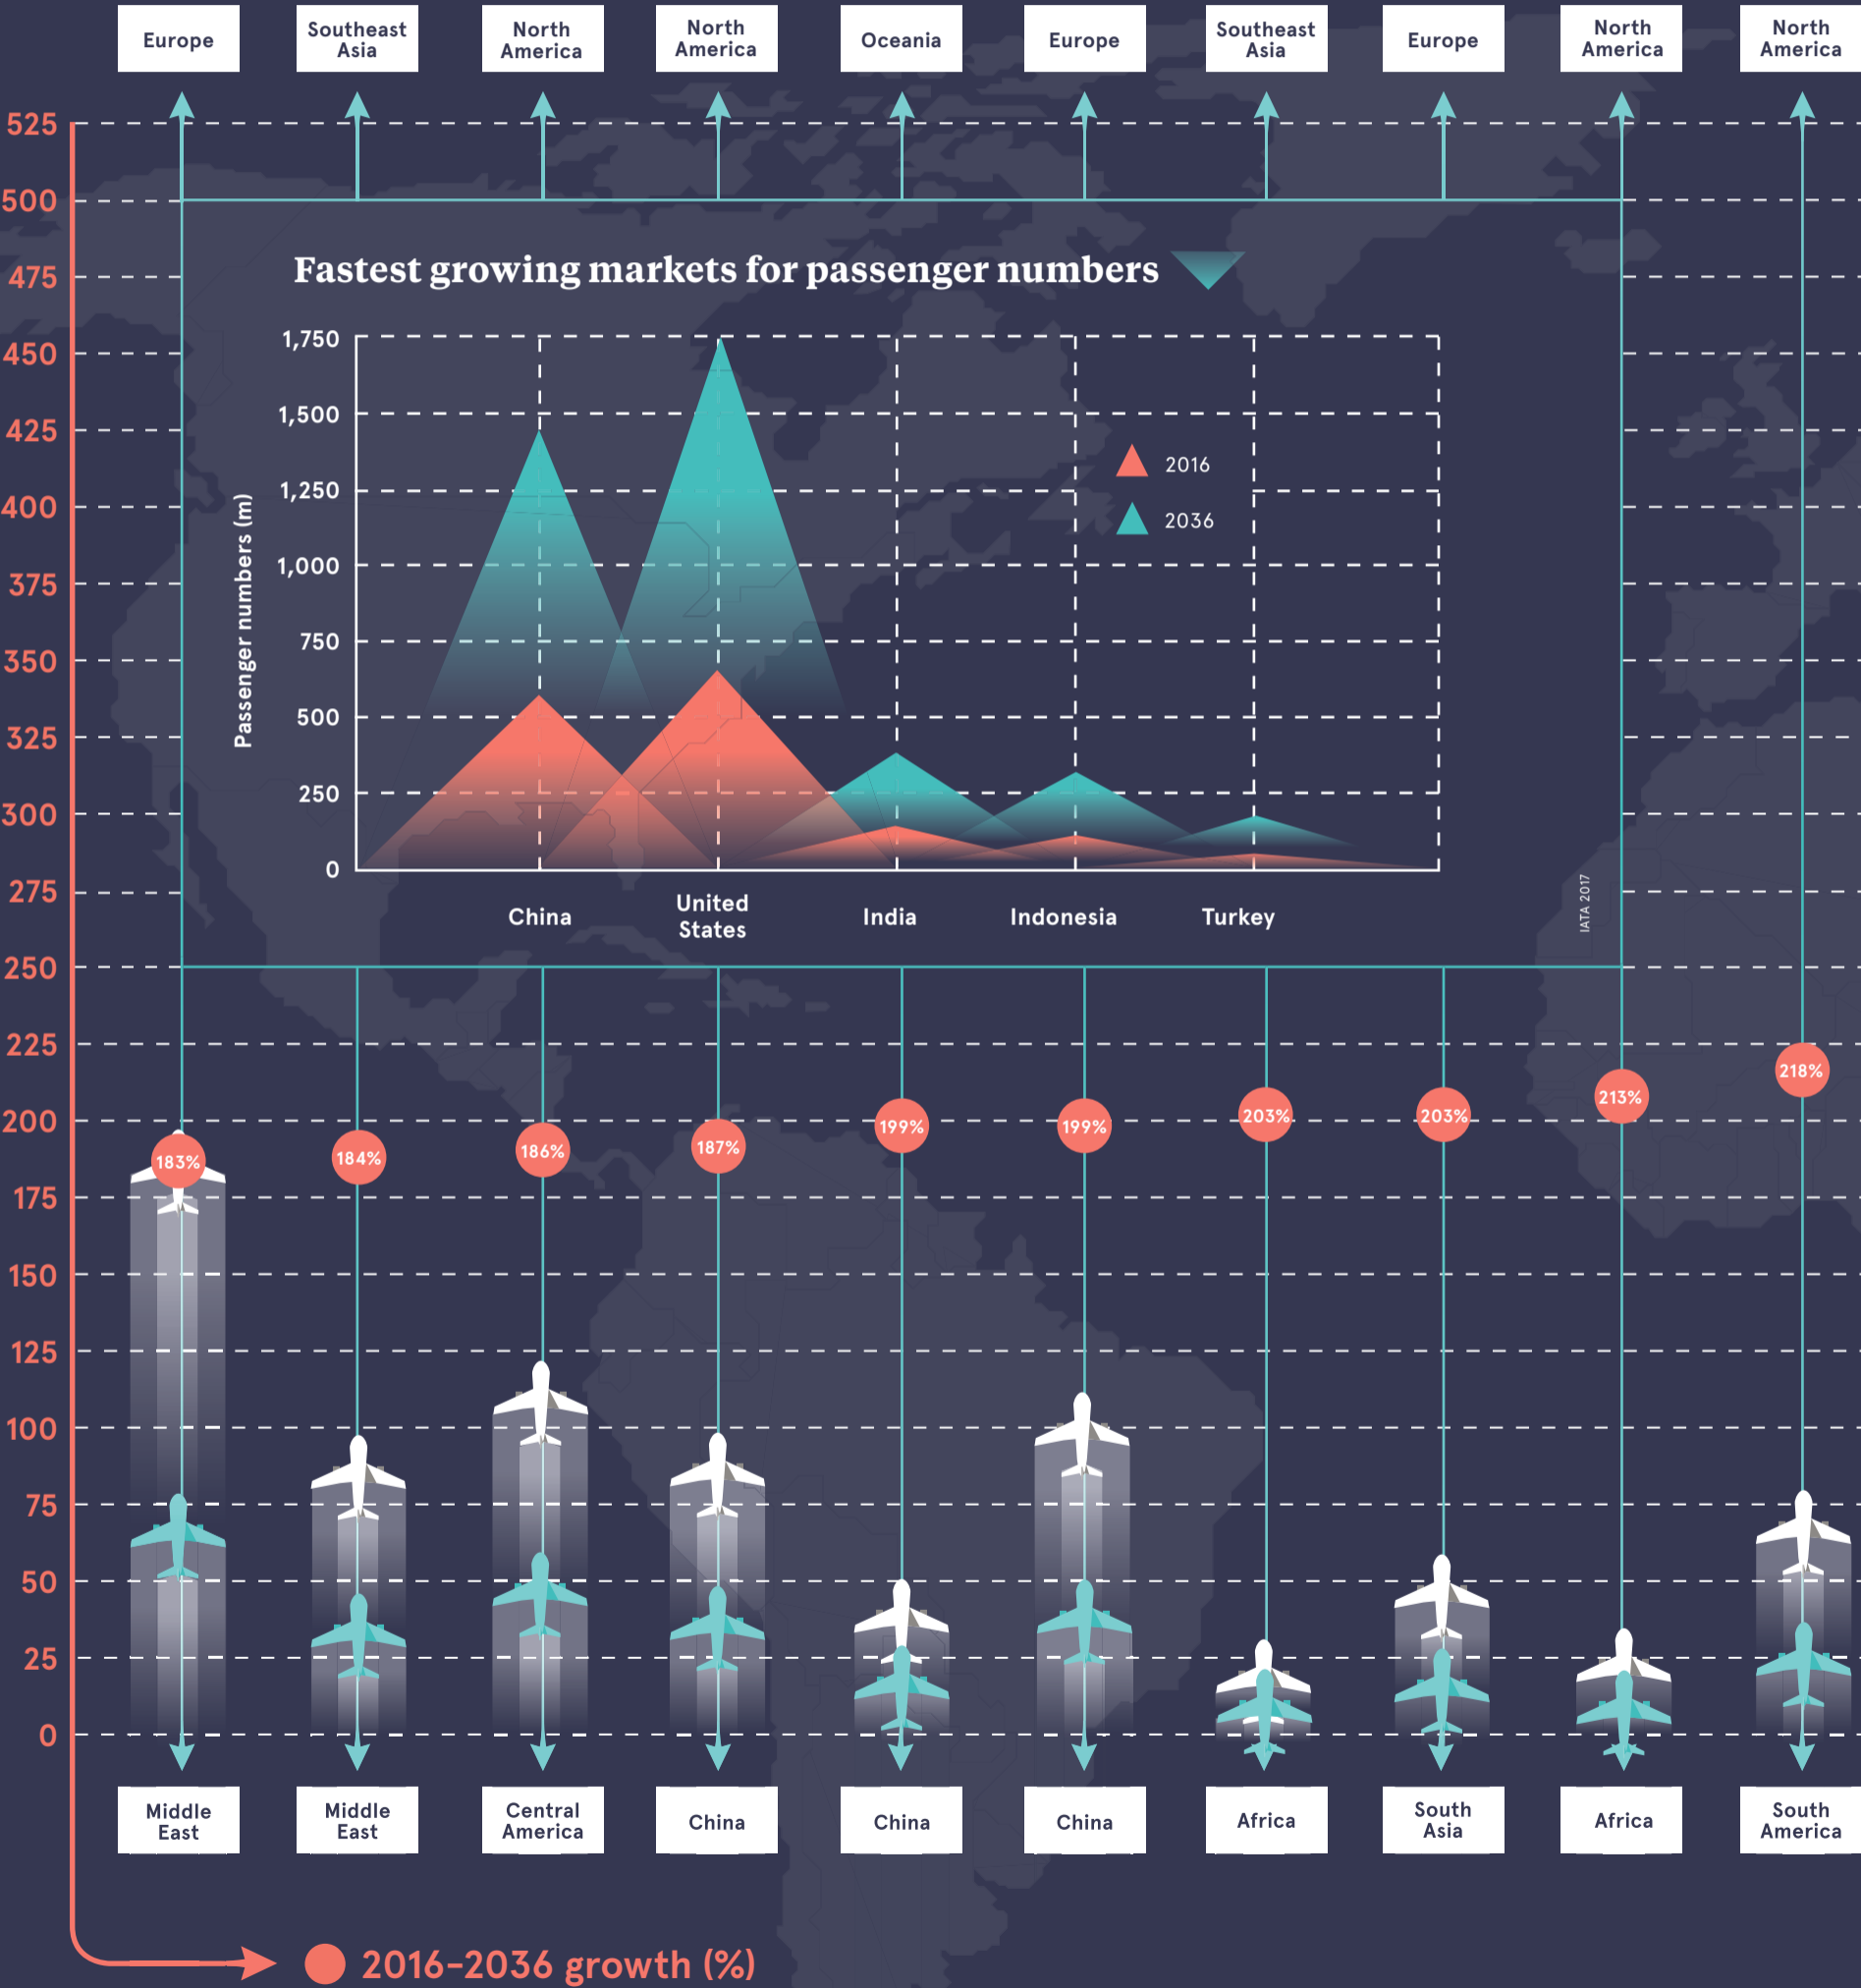 Europe
Southeast
Asia
North
America
North
America
Oceania
Europe
Southeast
Asia
Europe
North
America
North
America
525
500
475
450
425
400
375
350
325
300
275
250
225
200
175
150
125
100
75
50
25
0
Fastest growing markets for passenger numbers
Passenger numbers (m)
1,750
1,500
1,250
1,000
750
500
250
0
2016
2036
China
United
States
India
Indonesia
Turkey
IATA 2017
183%
184%
186%
187%
199%
199%
203%
203%
213%
218%
Middle
East
Middle
East
Central
America
China
China
China
Africa
South
Asia
Africa
South
America
2016-2036 growth (%)